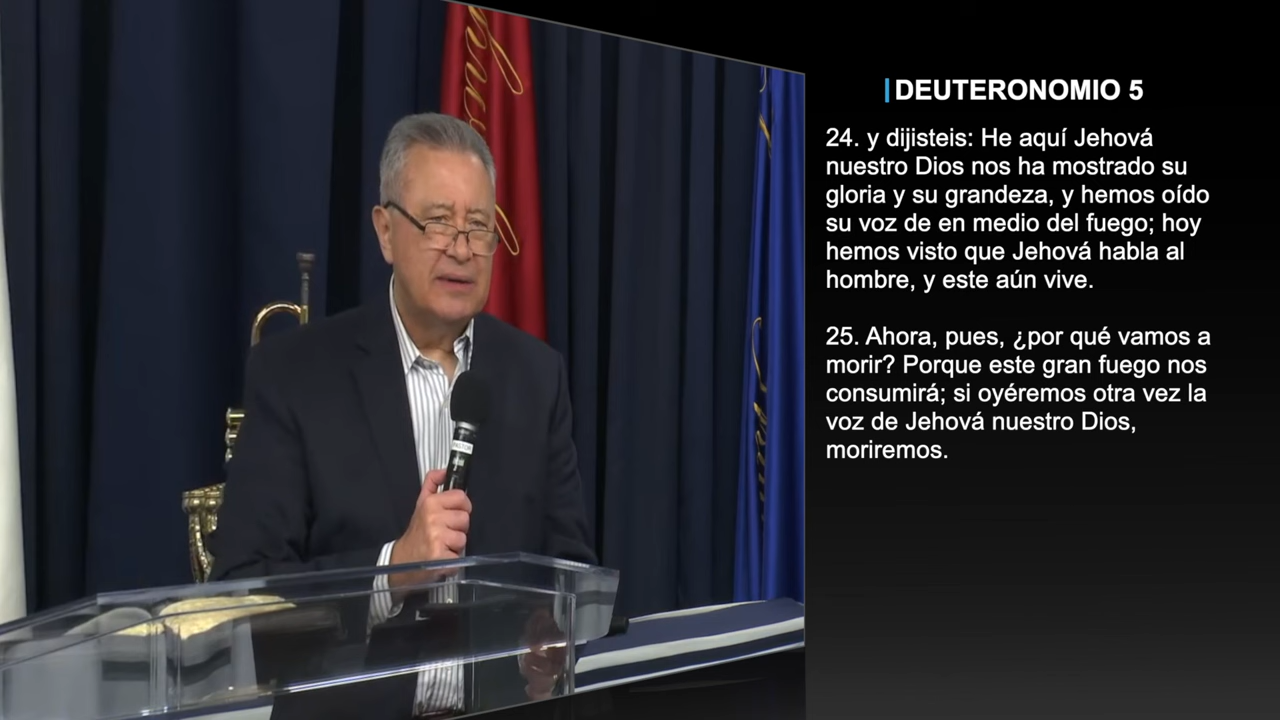 DEUTERONOMIO 5
24. y dijisteis: He aquí Jehová
nuestro Dios nos ha mostrado su
gloria y su grandeza, y hemos oído
su voz de en medio del fuego; hoy
hemos visto que Jehová habla al
hombre, y este aún vive.
25. Ahora, pues, ¿por qué vamos a
morir? Porque este gran fuego nos
consumirá; si oyéremos otra vez la
voz de Jehová nuestro Dios,
moriremos.
PASTOR